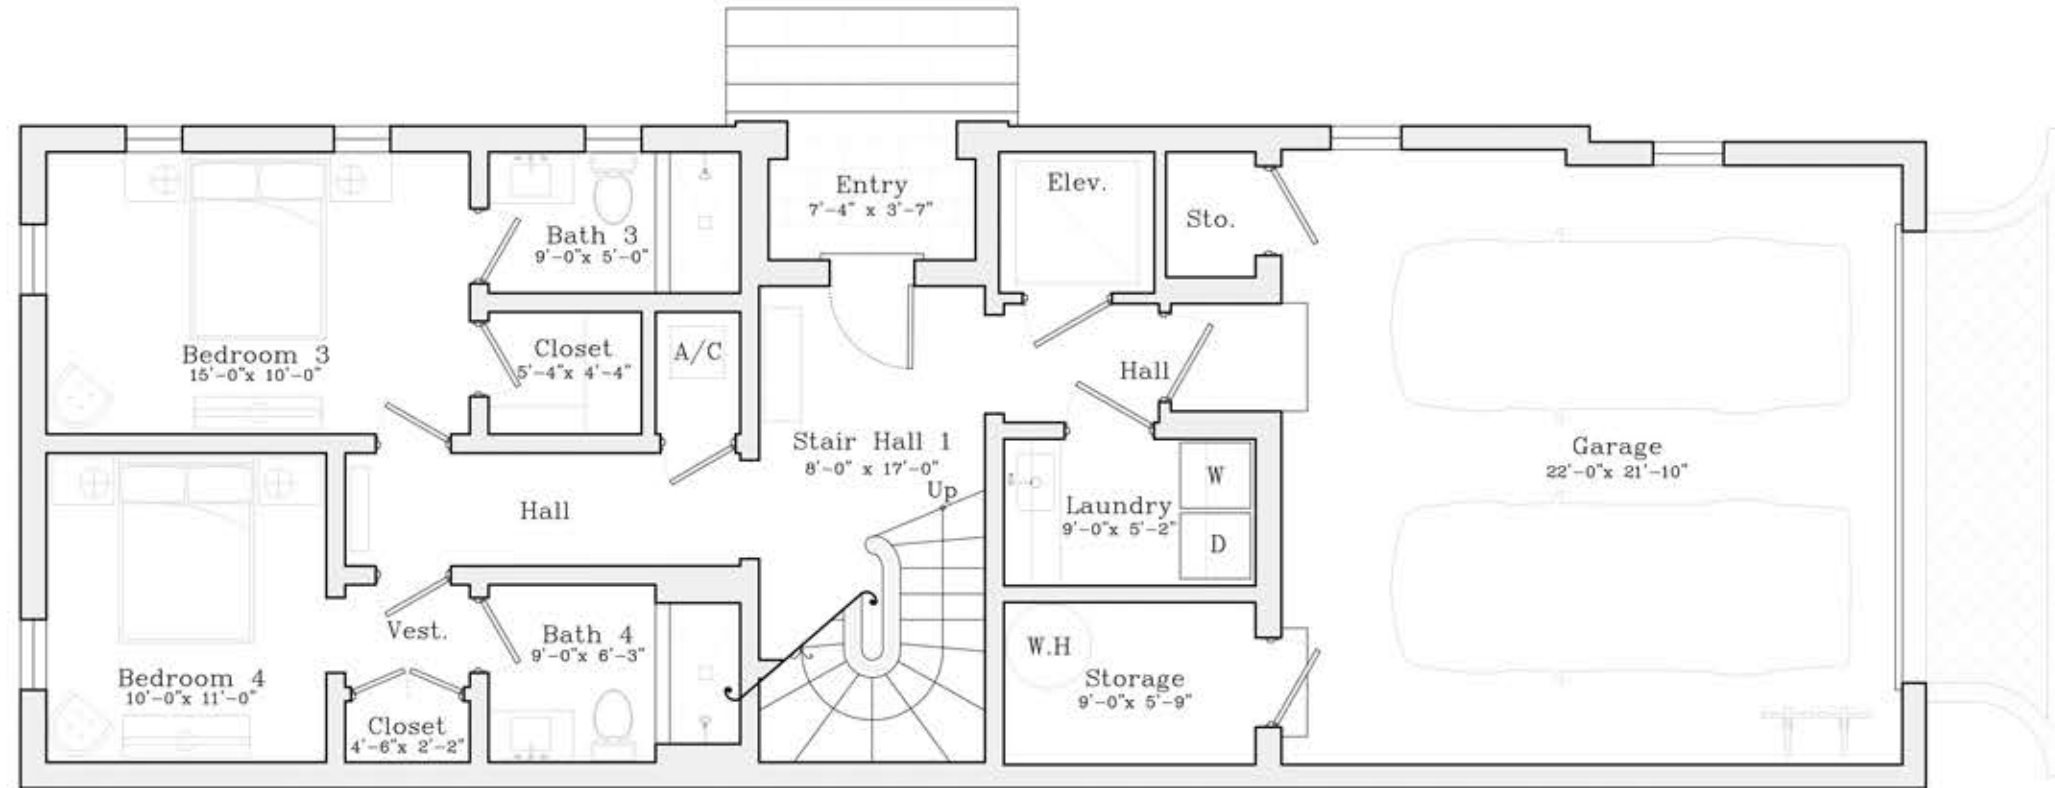 Entry
7'-4" x 3'-7"
Elev.
Sto.
Bath 3
9'-0"x 5'-0"
Bedroom 3
15'-0"x 10'-0"
Closet
5'-4"x 4'-4"
A/C
Hall
Stair Hall 1
8'-0" x 17'-0"
Garage
22'-0"x 21'-10"
Up
W
Hall
Laundry
9'-0"x 5'-2"
D
Vest.
Bath 4
9'-0"x 6'-3"
W.H
Bedroom 4
10'-0"x 11'-0"
Storage
9'-0"x 5'-9"
Closet
4'-6"x 2'-2"